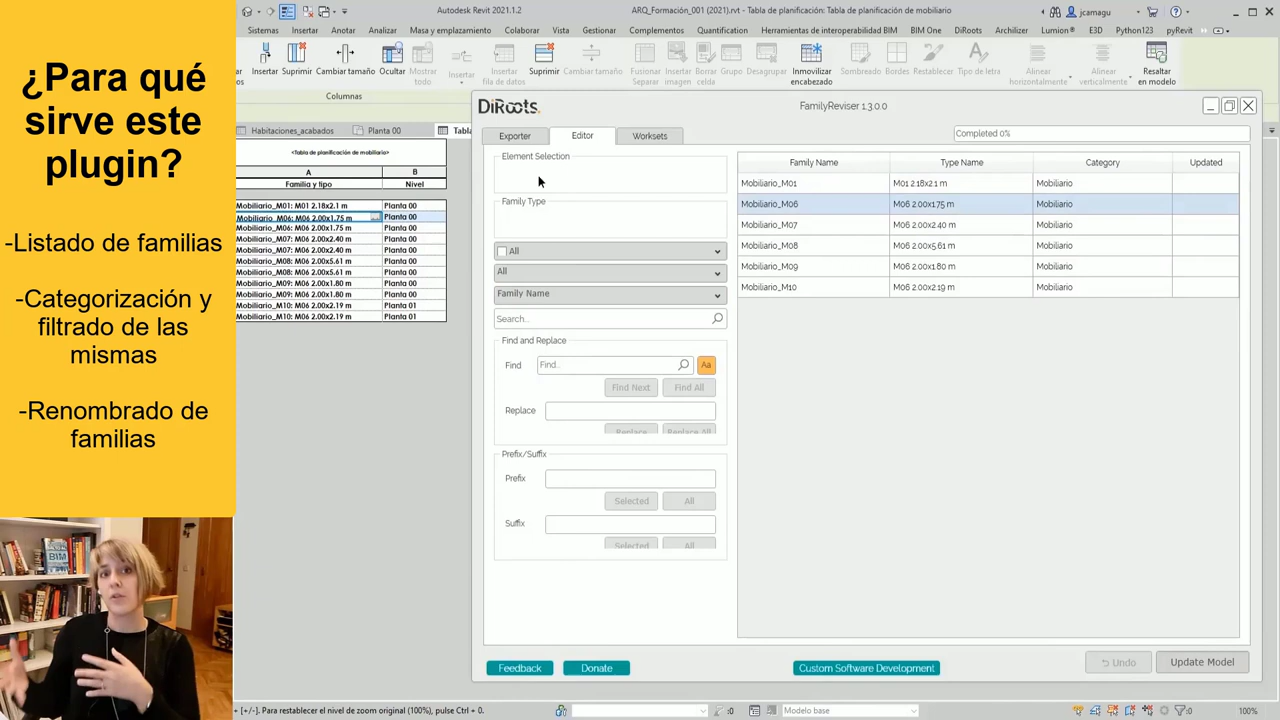 ¿Para qué
sirve este
plugin?
-Listado de familias
-Categorización y
filtrado de las
mismas
-Renombrado de
familias
Autodesk Revit 2021.1.2
ARQ_Formación_001 (2021).rvt - Tabla de planificación: Tabla de planificación de mobiliario
jcamagu
Sistemas Insertar Anotar Analizar Masa y emplazamiento Colaborar Vista Gestionar Complementos Quantification Herramientas de interoperabilidad BIM BIM One DiRoots Archilizer Lumion® E3D Python123 pyRevit
Insertar Suprimir Cambiar tamaño Ocultar Mostrar todo Insertar Insertar fila de datos Suprimir Cambiar tamaño Fusionar Separar Insertar imagen Borrar celda Agrupar Desagrupar Inmovilizar encabezado Sombreado Bordes Restablecer Tipo de letra Alinear horizontalmente Alinear verticalmente Resaltar en modelo
Columnas
Habitaciones_acabados Planta 00 Tabla
<Tabla de planificación de mobiliario>
A B
Familia y tipo Nivel
Mobiliario_M01: M01 2.18x2.1 m Planta 00
Mobiliario_M06: M06 2.00x1.75 m Planta 00
Mobiliario_M06: M06 2.00x1.75 m Planta 00
Mobiliario_M07: M06 2.00x2.40 m Planta 00
Mobiliario_M07: M06 2.00x2.40 m Planta 00
Mobiliario_M08: M06 2.00x5.61 m Planta 00
Mobiliario_M08: M06 2.00x5.61 m Planta 00
Mobiliario_M09: M06 2.00x1.80 m Planta 00
Mobiliario_M09: M06 2.00x1.80 m Planta 00
Mobiliario_M10: M06 2.00x2.19 m Planta 01
Mobiliario_M10: M06 2.00x2.19 m Planta 01
DiRoots.
FamilyReviser 1.3.0.0
Exporter Editor Worksets
Completed 0%
Element Selection
Family Type
All
All
Family Name
Search...
Find and Replace
Find Find... Aa
Find Next Find All
Replace
Replace Replace All
Prefix/Suffix
Prefix
Selected All
Suffix
Selected All
Family Name Type Name Category Updated
Mobiliario_M01 M01 2.18x2.1 m Mobiliario
Mobiliario_M06 M06 2.00x1.75 m Mobiliario
Mobiliario_M07 M06 2.00x2.40 m Mobiliario
Mobiliario_M08 M06 2.00x5.61 m Mobiliario
Mobiliario_M09 M06 2.00x1.80 m Mobiliario
Mobiliario_M10 M06 2.00x2.19 m Mobiliario
Feedback Donate Custom Software Development Undo Update Model
BIM
+ [+/-]. Para restablecer el nivel de zoom original (100%), pulse Ctrl + 0.
:0 Modelo base :0 100%